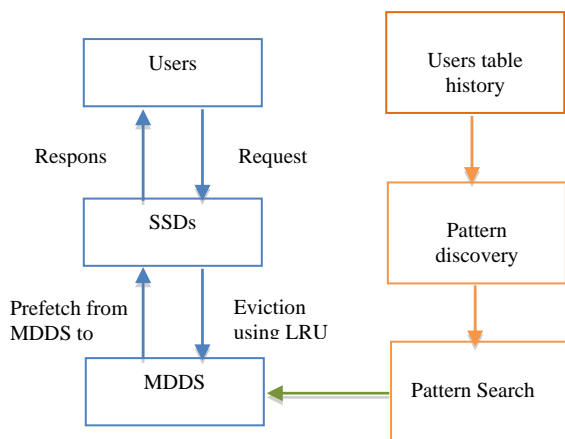 Users
Users table
history
Respons
Request
SSDs
Pattern
discovery
Prefetch from
MDDS to
Eviction
using LRU
MDDS
Pattern Search